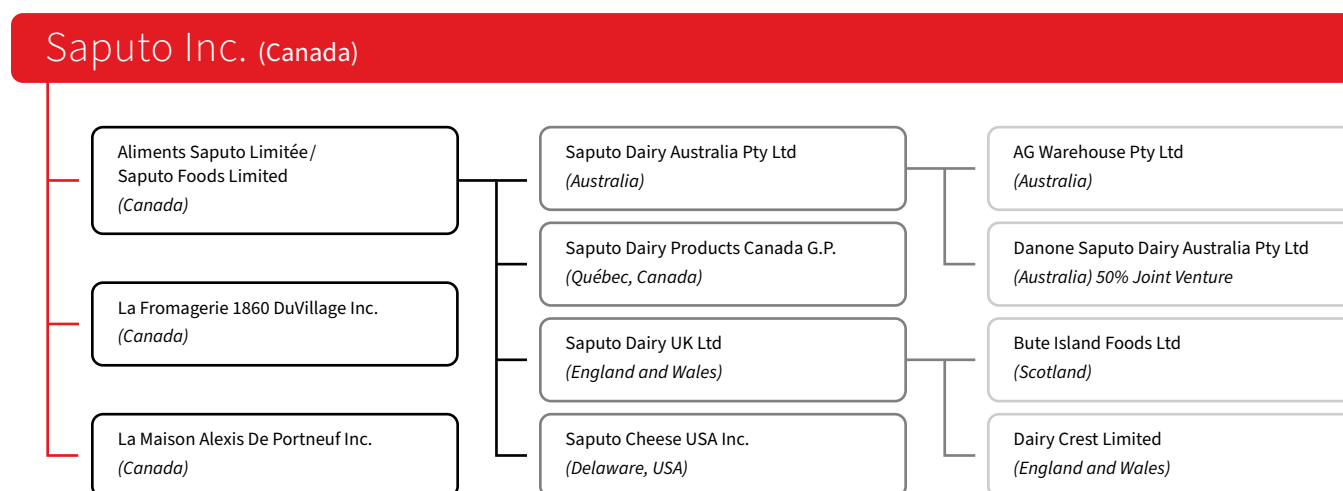 Saputo Inc. (Canada)
Aliments Saputo Limitée/
Saputo Foods Limited
(Canada)
La Fromagerie 1860 DuVillage Inc.
(Canada)
La Maison Alexis De Portneuf Inc.
(Canada)
Saputo Dairy Australia Pty Ltd
(Australia)
Saputo Dairy Products Canada G.P.
(Québec, Canada)
Saputo Dairy UK Ltd
(England and Wales)
Saputo Cheese USA Inc.
(Delaware, USA)
AG Warehouse Pty Ltd
(Australia)
Danone Saputo Dairy Australia Pty Ltd
(Australia) 50% Joint Venture
Bute Island Foods Ltd
(Scotland)
Dairy Crest Limited
(England and Wales)